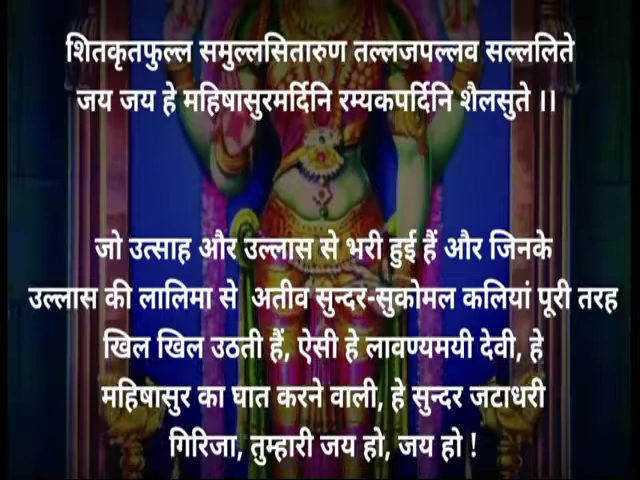 शितकृतफुल्ल समुल्लसितारुण तल्लजपल्लव सल्ललिते
जय जय हे महिषासुरमर्दिनि रम्यकपर्दिनि शैलसुते ।।
जो उत्साह और उल्लास से भरी हुई हैं और जिनके
उल्लास की लालिमा से अतीव सुन्दर-सुकोमल कलियां पूरी तरह
खिल खिल उठती हैं, ऐसी हे लावण्यमयी देवी, हे
महिषासुर का घात करने वाली, हे सुन्दर जटाधरी
गिरिजा, तुम्हारी जय हो, जय हो !